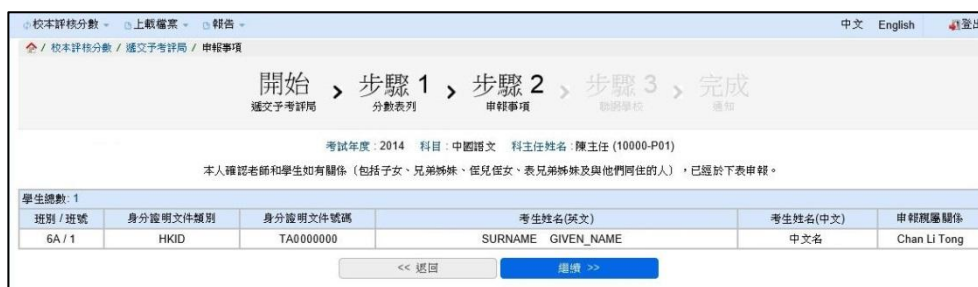 校本評核分數 上載檔案 報告 中文 English 登出
/ 校本評核分數 / 遞交予考評局 / 申報事項
開始 > 步驟 1 > 步驟 2 > 步驟 3 > 完成
遞交予考評局 分數表列 申報事項 聯網學校 通知
考試年度 : 2014 科目 : 中國語文 科主任姓名 : 陳主任 (10000-P01)
本人確認老師和學生如有關係（包括子女、兄弟姊妹、侄兒侄女、表兄弟姊妹及與他們同住的人），已經於下表申報。
學生總數: 1
班別 / 班號 身分證明文件類別 身分證明文件號碼 考生姓名(英文) 考生姓名(中文) 申報親屬關係
6A / 1 HKID TA0000000 SURNAME GIVEN_NAME 中文名 Chan Li Tong
<< 返回 繼續 >>